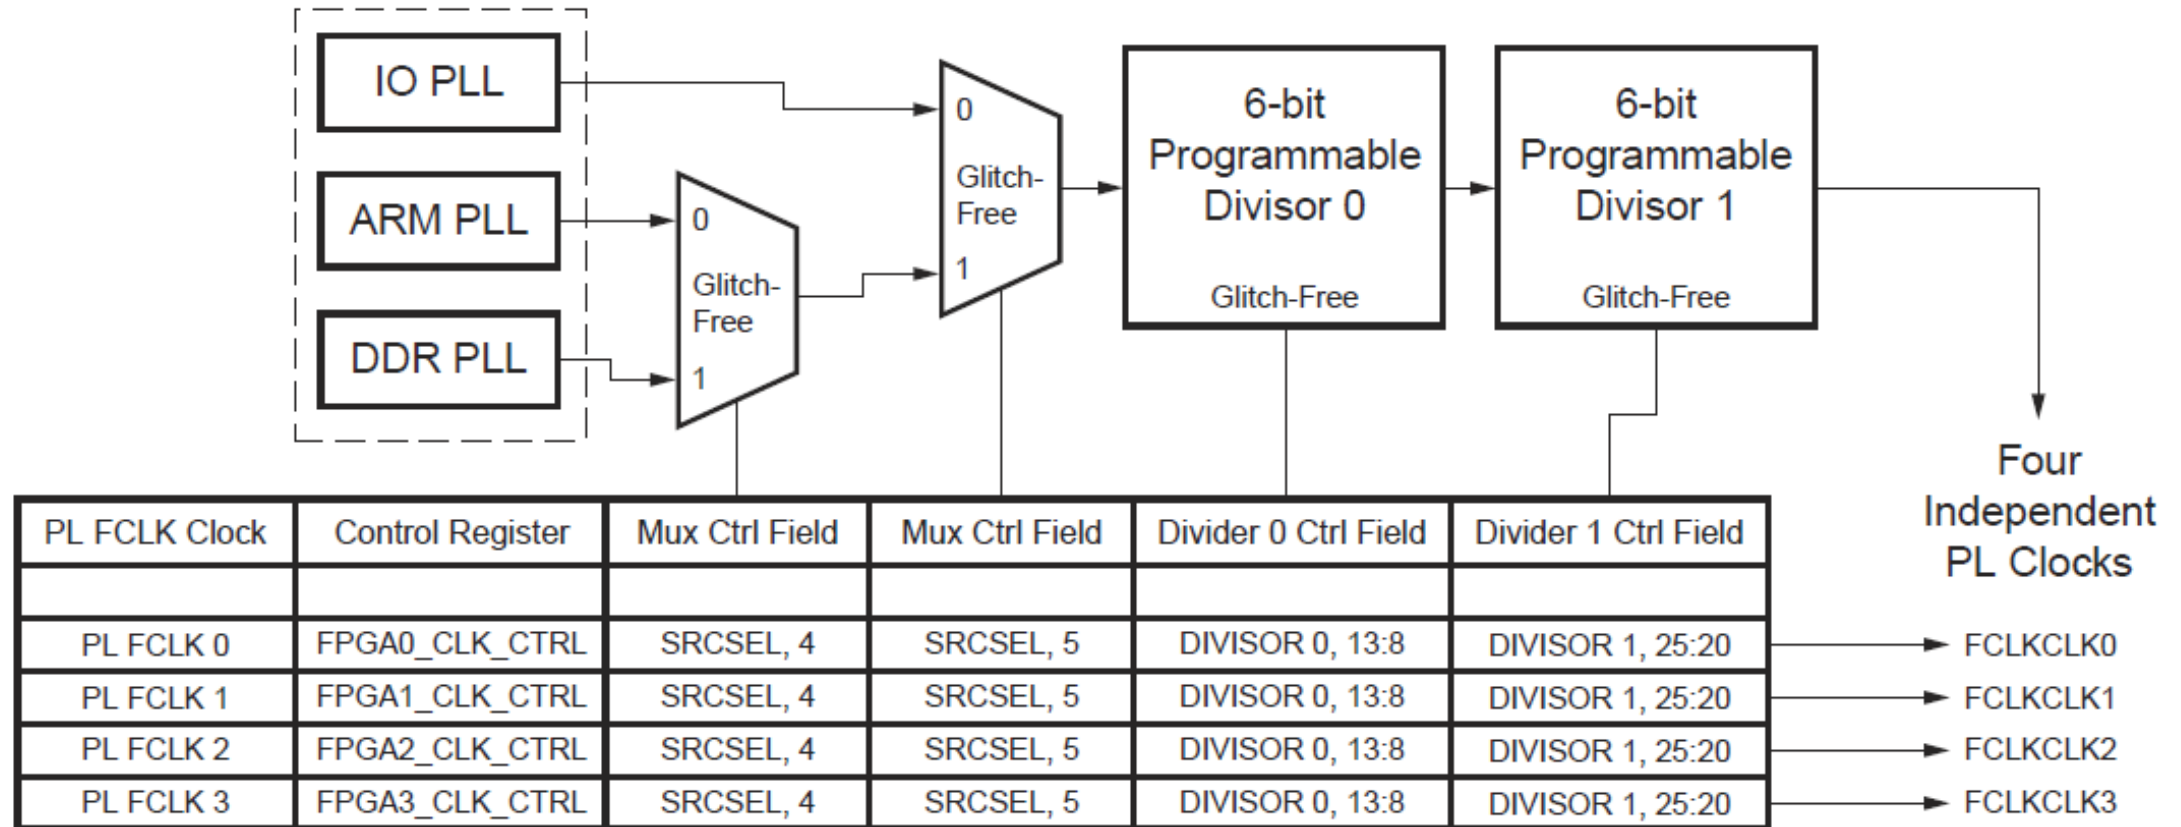 IO PLL
ARM PLL
DDR PLL
0
Glitch-
Free
1
0
Glitch-
Free
1
6-bit
Programmable
Divisor 0
Glitch-Free
6-bit
Programmable
Divisor 1
Glitch-Free
Four
Independent
PL Clocks
PL FCLK Clock Control Register Mux Ctrl Field Mux Ctrl Field Divider 0 Ctrl Field Divider 1 Ctrl Field
PL FCLK 0 FPGA0_CLK_CTRL SRCSEL, 4 SRCSEL, 5 DIVISOR 0, 13:8 DIVISOR 1, 25:20 FCLKCLK0
PL FCLK 1 FPGA1_CLK_CTRL SRCSEL, 4 SRCSEL, 5 DIVISOR 0, 13:8 DIVISOR 1, 25:20 FCLKCLK1
PL FCLK 2 FPGA2_CLK_CTRL SRCSEL, 4 SRCSEL, 5 DIVISOR 0, 13:8 DIVISOR 1, 25:20 FCLKCLK2
PL FCLK 3 FPGA3_CLK_CTRL SRCSEL, 4 SRCSEL, 5 DIVISOR 0, 13:8 DIVISOR 1, 25:20 FCLKCLK3